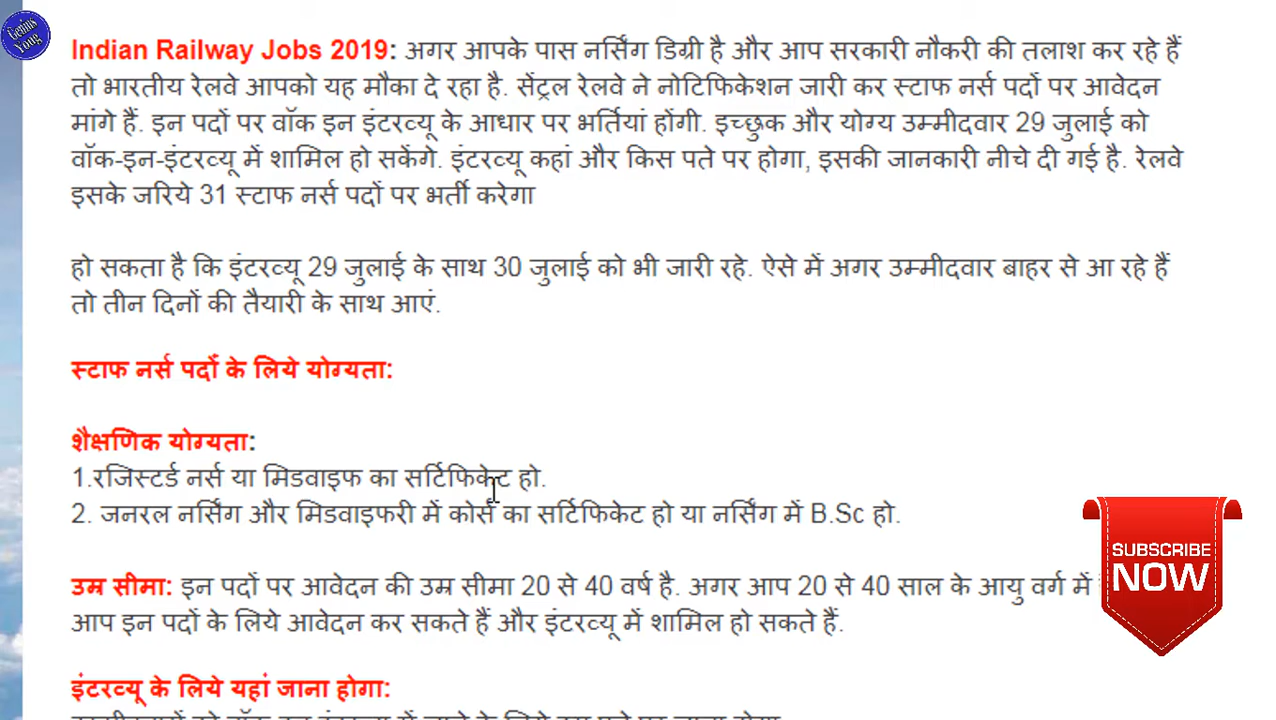 Genius Yong
Indian Railway Jobs 2019: अगर आपके पास नर्सिंग डिग्री है और आप सरकारी नौकरी की तलाश कर रहे हैं
तो भारतीय रेलवे आपको यह मौका दे रहा है. सेंट्रल रेलवे ने नोटिफिकेशन जारी कर स्टाफ नर्स पदों पर आवेदन
मांगे हैं. इन पदों पर वॉक इन इंटरव्यू के आधार पर भर्तियां होंगी. इच्छुक और योग्य उम्मीदवार 29 जुलाई को
वॉक-इन-इंटरव्यू में शामिल हो सकेंगे. इंटरव्यू कहां और किस पते पर होगा, इसकी जानकारी नीचे दी गई है. रेलवे
इसके जरिये 31 स्टाफ नर्स पदों पर भर्ती करेगा
हो सकता है कि इंटरव्यू 29 जुलाई के साथ 30 जुलाई को भी जारी रहे. ऐसे में अगर उम्मीदवार बाहर से आ रहे हैं
तो तीन दिनों की तैयारी के साथ आएं.
स्टाफ नर्स पदों के लिये योग्यता:
शैक्षणिक योग्यता:
1.रजिस्टर्ड नर्स या मिडवाइफ का सर्टिफिकेट हो.
2. जनरल नर्सिंग और मिडवाइफरी में कोर्स का सर्टिफिकेट हो या नर्सिंग में B.Sc हो.
उम्र सीमा: इन पदों पर आवेदन की उम्र सीमा 20 से 40 वर्ष है. अगर आप 20 से 40 साल के आयु वर्ग में
आप इन पदों के लिये आवेदन कर सकते हैं और इंटरव्यू में शामिल हो सकते हैं.
SUBSCRIBE
NOW
इंटरव्यू के लिये यहां जाना होगा: